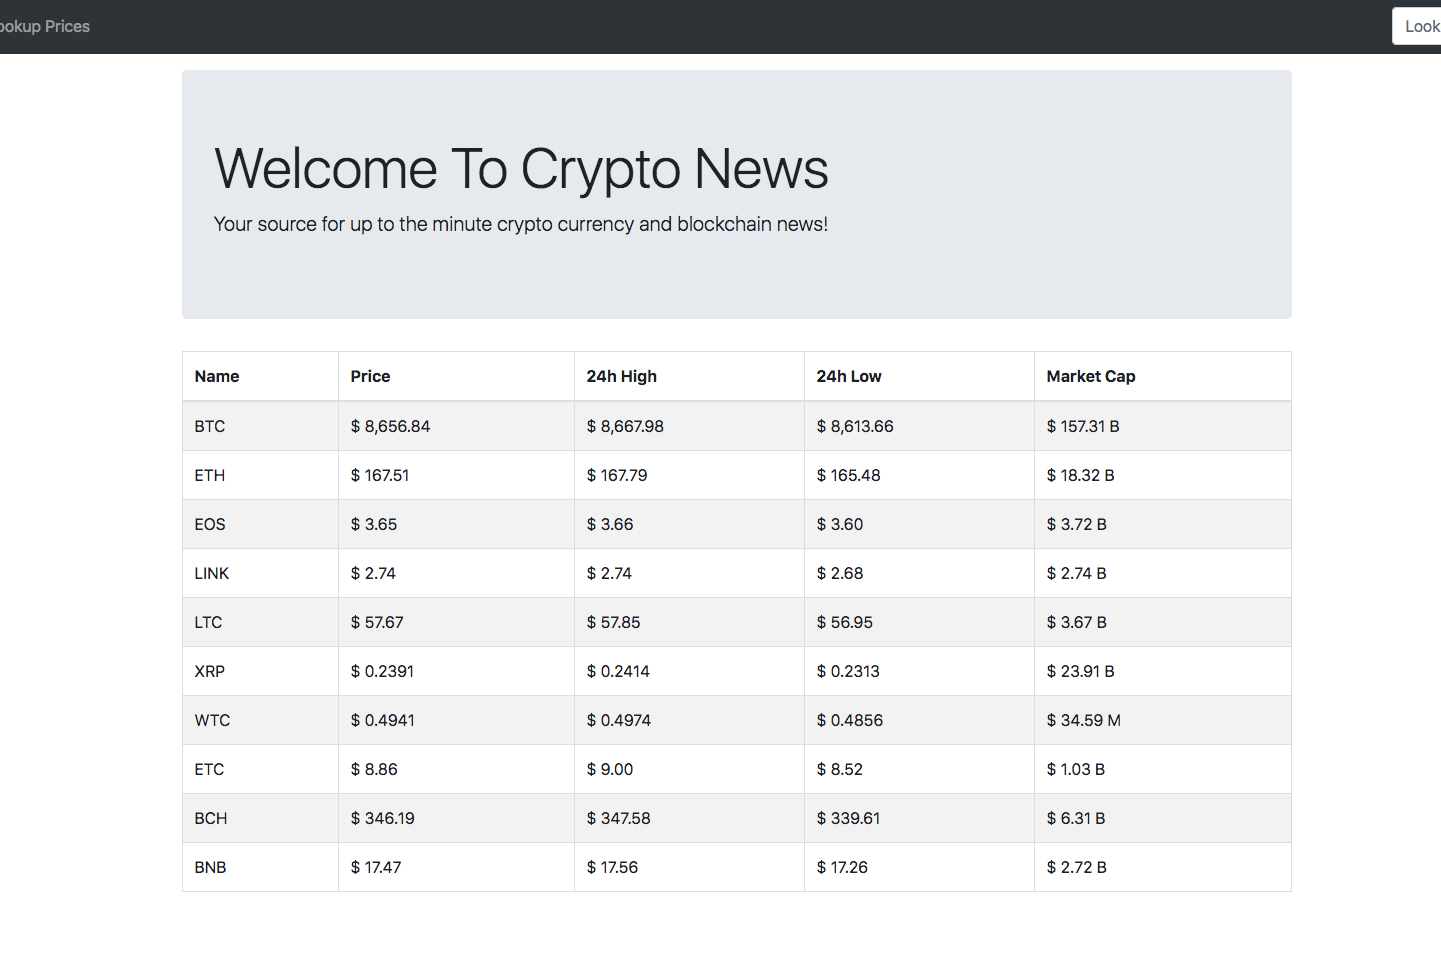 ookup Prices Look
Welcome To Crypto News
Your source for up to the minute crypto currency and blockchain news!
Name Price 24h High 24h Low Market Cap
BTC $ 8,656.84 $ 8,667.98 $ 8,613.66 $ 157.31 B
ETH $ 167.51 $ 167.79 $ 165.48 $ 18.32 B
EOS $ 3.65 $ 3.66 $ 3.60 $ 3.72 B
LINK $ 2.74 $ 2.74 $ 2.68 $ 2.74 B
LTC $ 57.67 $ 57.85 $ 56.95 $ 3.67 B
XRP $ 0.2391 $ 0.2414 $ 0.2313 $ 23.91 B
WTC $ 0.4941 $ 0.4974 $ 0.4856 $ 34.59 M
ETC $ 8.86 $ 9.00 $ 8.52 $ 1.03 B
BCH $ 346.19 $ 347.58 $ 339.61 $ 6.31 B
BNB $ 17.47 $ 17.56 $ 17.26 $ 2.72 B